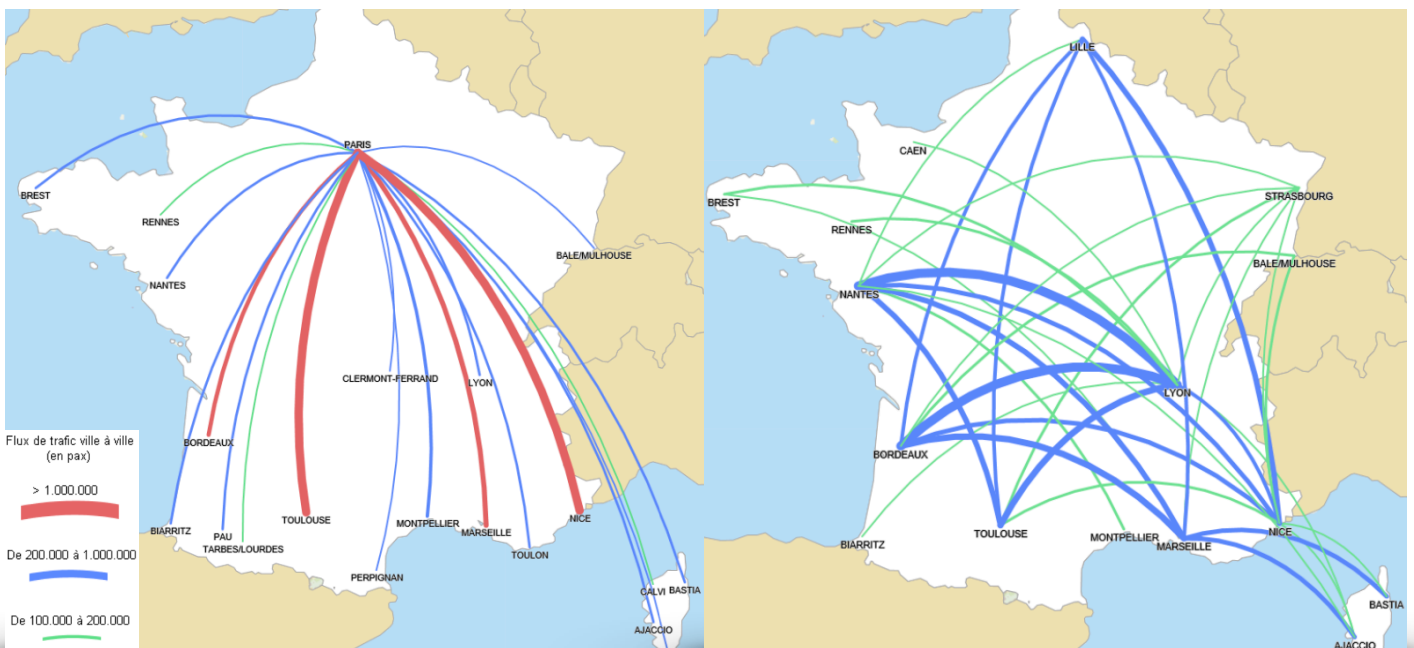 PARIS
BREST
RENNES
BALE/MULHOUSE
NANTES
CLERMONT-FERRAND
LYON
BORDEAUX
Flux de trafic ville à ville
(en pax)
> 1.000.000
De 200.000 à 1.000.000
De 100.000 à 200.000
TOULOUSE
NICE
MONTPELLIER
MARSEILLE
BIARRITZ
PAU
TARBES/LOURDES
TOULON
PERPIGNAN
CALVI
BASTIA
AJACCIO
LILLE
CAEN
STRASBOURG
BREST
RENNES
BALE/MULHOUSE
NANTES
LYON
BORDEAUX
TOULOUSE
NICE
MONTPELLIER
BIARRITZ
MARSEILLE
BASTIA
AJACCIO